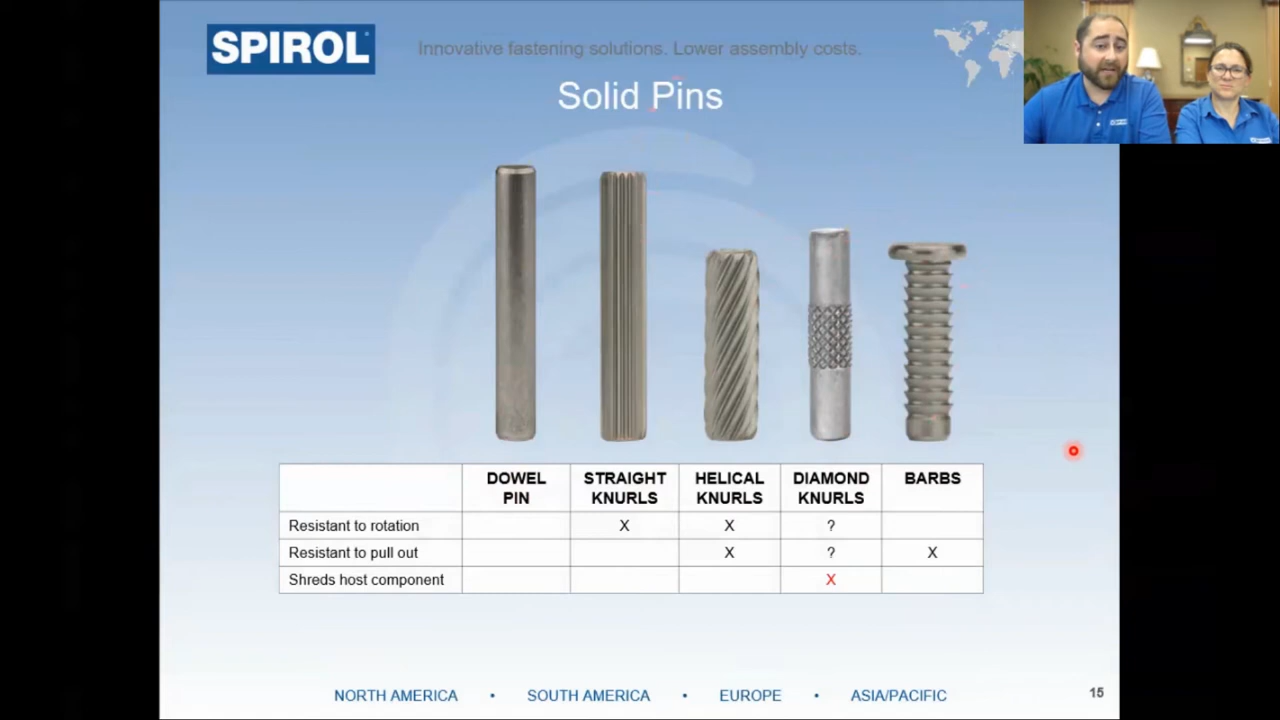 SPIROL
Innovative fastening solutions. Lower assembly costs.
Solid Pins
DOWEL PIN STRAIGHT KNURLS HELICAL KNURLS DIAMOND KNURLS BARBS
Resistant to rotation X X ?
Resistant to pull out X ? X
Shreds host component X
NORTH AMERICA • SOUTH AMERICA • EUROPE • ASIA/PACIFIC 15